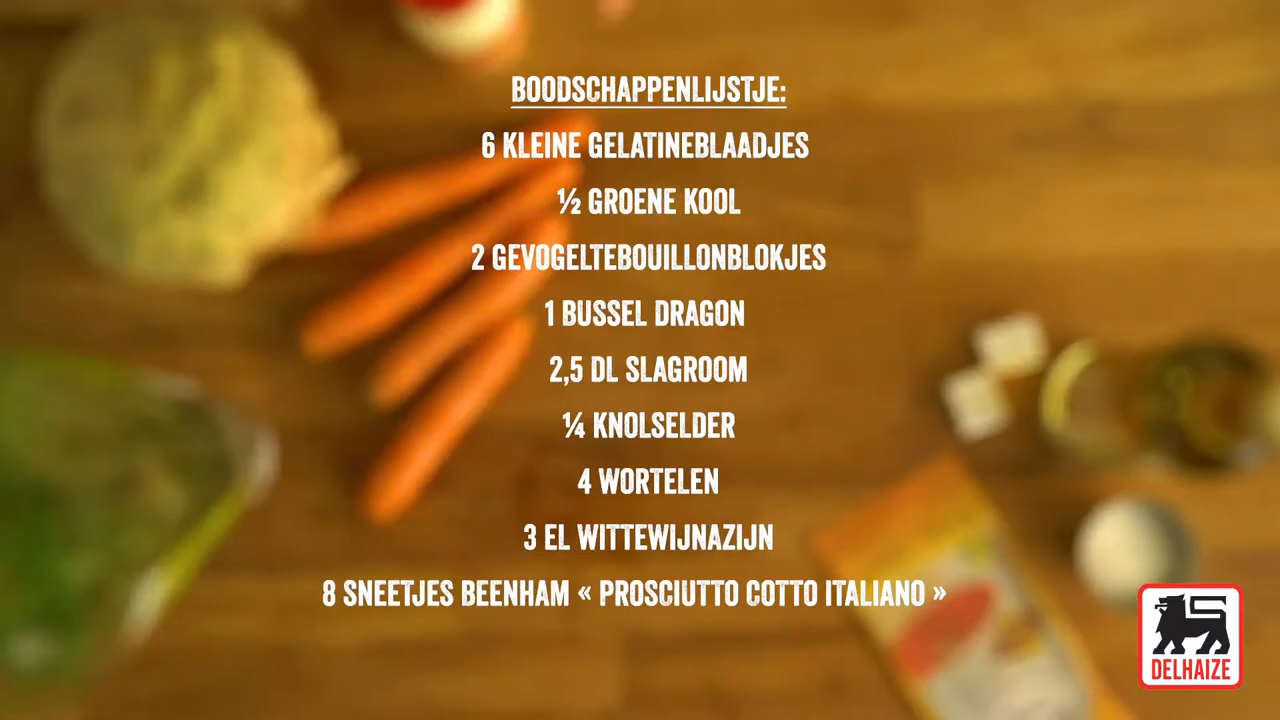 BOODSCHAPPENLIJSTJE:
6 KLEINE GELATINEBLAADJES
½ GROENE KOOL
2 GEVOGELTEBOUILLONBLOKJES
1 BUSSEL DRAGON
2,5 DL SLAGROOM
¼ KNOLSELDER
4 WORTELEN
3 EL WITTEWIJNAZIJN
8 SNEETJES BEENHAM « PROSCIUTTO COTTO ITALIANO »
DELHAIZE